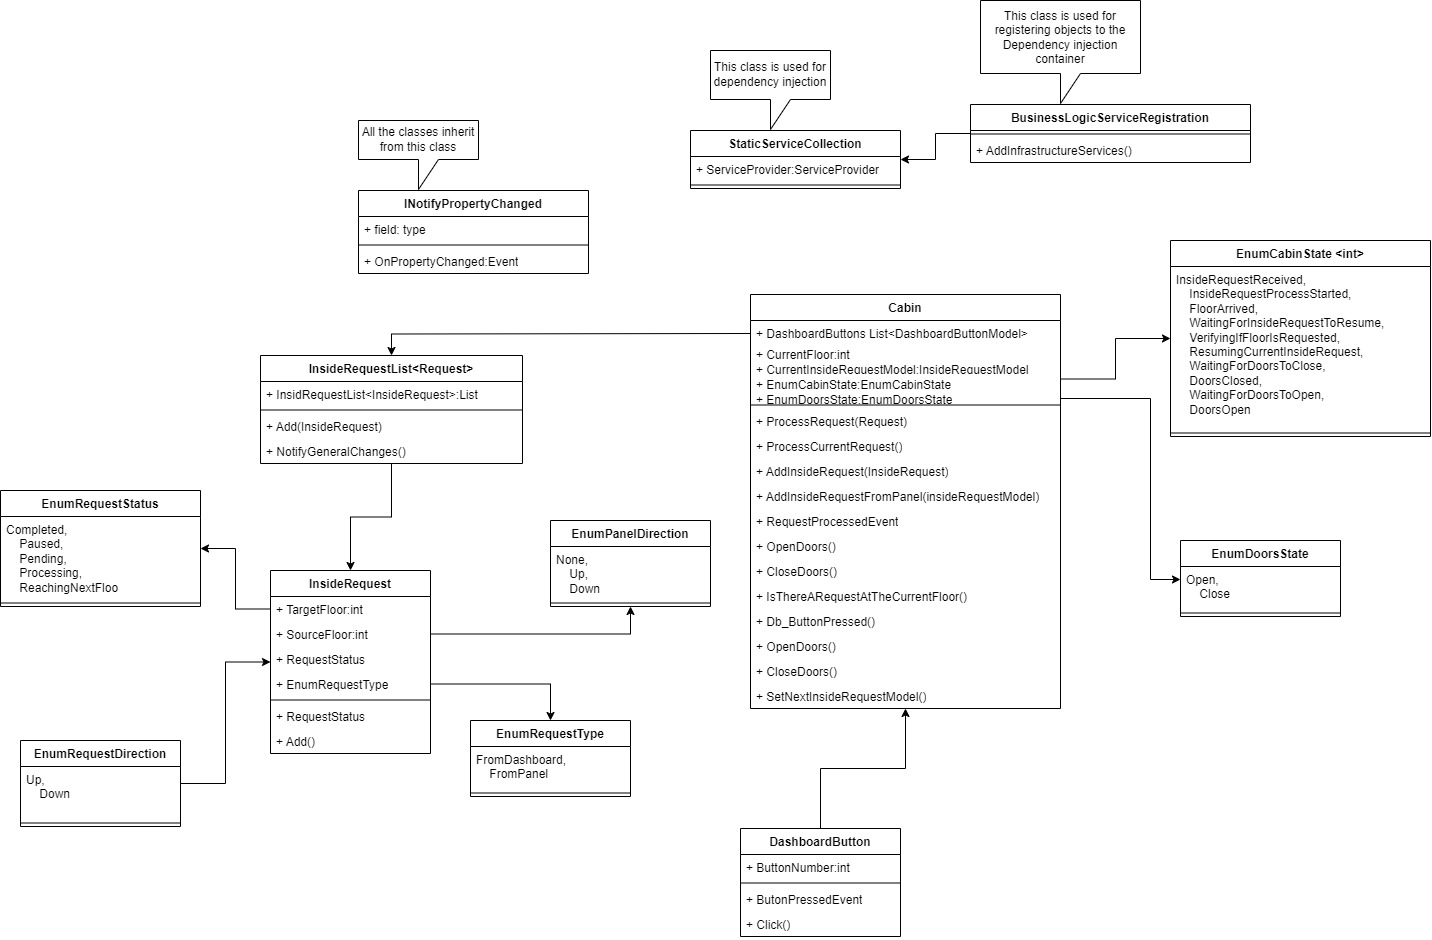 This class is used for
registering objects to the
Dependency injection
container
This class is used for
dependency injection
BusinessLogicServiceRegistration
+ AddInfrastructureServices()
StaticServiceCollection
+ ServiceProvider:ServiceProvider
All the classes inherit
from this class
INotifyPropertyChanged
+ field: type
+ OnPropertyChanged:Event
EnumCabinState <int>
InsideRequestReceived,
InsideRequestProcessStarted,
FloorArrived,
WaitingForInsideRequestToResume,
VerifyingIfFloorIsRequested,
ResumingCurrentInsideRequest,
WaitingForDoorsToClose,
DoorsClosed,
WaitingForDoorsToOpen,
DoorsOpen
Cabin
+ DashboardButtons List<DashboardButtonModel>
+ CurrentFloor:int
+ CurrentInsideRequestModel:InsideRequestModel
+ EnumCabinState:EnumCabinState
+ EnumDoorsState:EnumDoorsState
+ ProcessRequest(Request)
+ ProcessCurrentRequest()
+ AddInsideRequest(InsideRequest)
+ AddInsideRequestFromPanel(insideRequestModel)
+ RequestProcessedEvent
+ OpenDoors()
+ CloseDoors()
+ IsThereARequestAtTheCurrentFloor()
+ Db_ButtonPressed()
+ OpenDoors()
+ CloseDoors()
+ SetNextInsideRequestModel()
InsideRequestList<Request>
+ InsidRequestList<InsideRequest>:List
+ Add(InsideRequest)
+ NotifyGeneralChanges()
EnumRequestStatus
Completed,
Paused,
Pending,
Processing,
ReachingNextFloo
EnumPanelDirection
None,
Up,
Down
EnumDoorsState
Open,
Close
InsideRequest
+ TargetFloor:int
+ SourceFloor:int
+ RequestStatus
+ EnumRequestType
+ RequestStatus
+ Add()
EnumRequestType
FromDashboard,
FromPanel
EnumRequestDirection
Up,
Down
DashboardButton
+ ButtonNumber:int
+ ButonPressedEvent
+ Click()